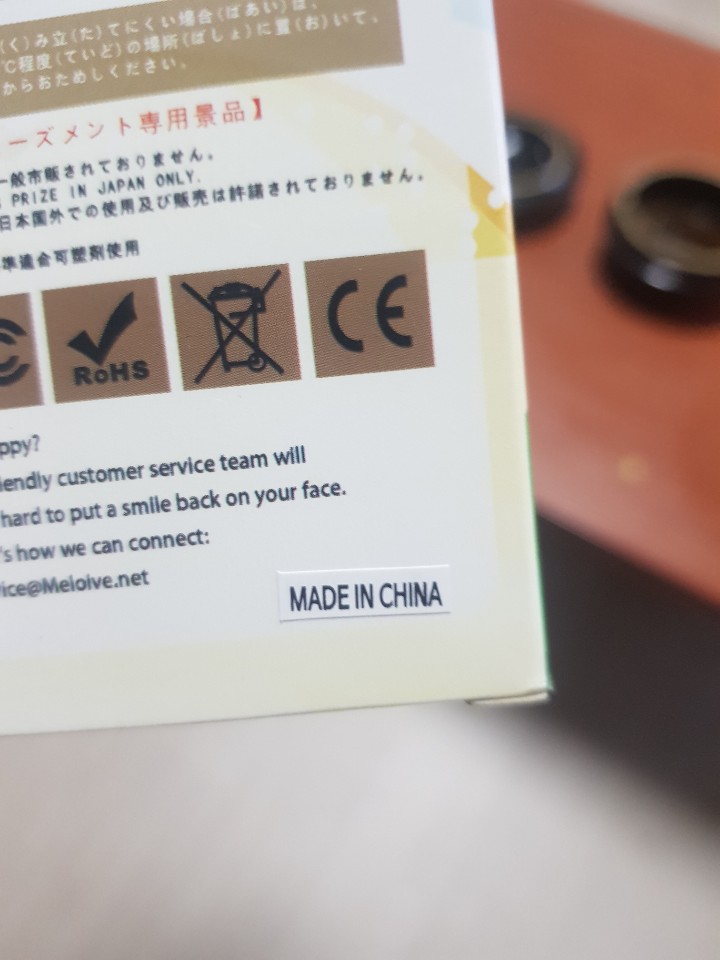 (く)み立(た)てにくい場合(ばあい)は、
℃程度(ていど)の場所(ばしょ)に置(お)いて、
からおためしください。
ーズメント専用景品】
一般市販されておりません。
PRIZE IN JAPAN ONLY.
日本国外での使用及び販売は許諾されておりません。
準適合可塑剤使用
RoHS
CE
ppy?
iendly customer service team will
hard to put a smile back on your face.
's how we can connect:
ice@Meloive.net
MADE IN CHINA